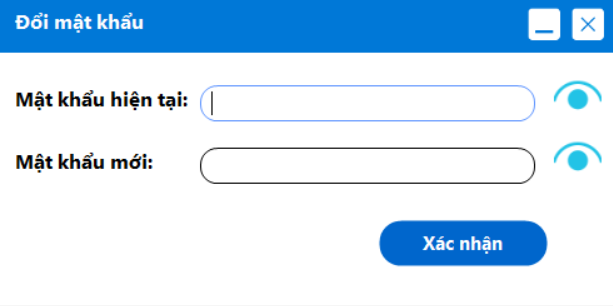 Đổi mật khẩu
Mật khẩu hiện tại:
Mật khẩu mới:
Xác nhận